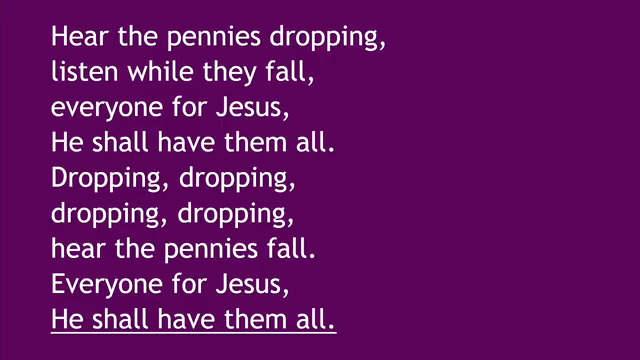 Hear the pennies dropping,
listen while they fall,
everyone for Jesus,
He shall have them all.
Dropping, dropping,
dropping, dropping,
hear the pennies fall.
Everyone for Jesus,
He shall have them all.